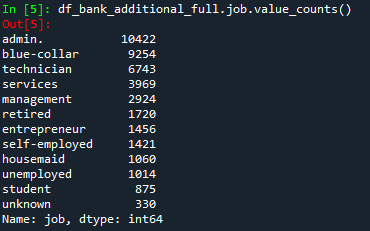 In [5]: df_bank_additional_full.job.value_counts()
Out[5]:
admin. 10422
blue-collar 9254
technician 6743
services 3969
management 2924
retired 1720
entrepreneur 1456
self-employed 1421
housemaid 1060
unemployed 1014
student 875
unknown 330
Name: job, dtype: int64